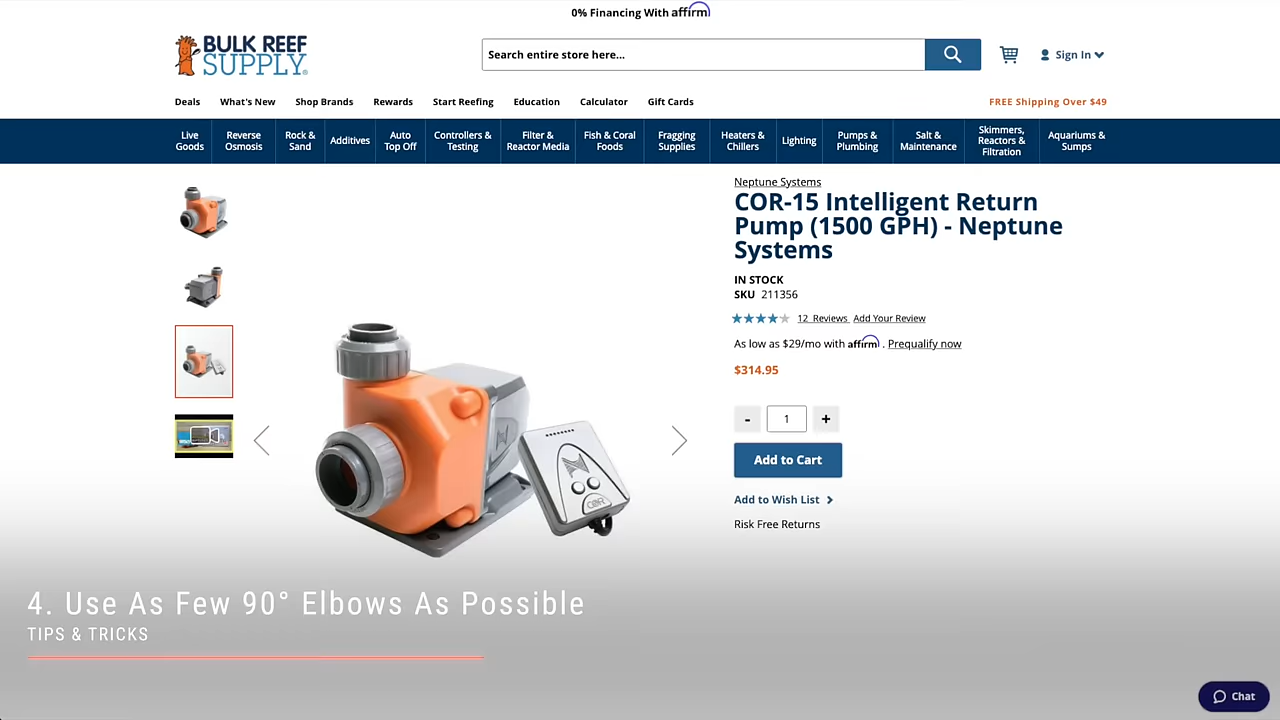 0% Financing With affirm
BULK REEF
SUPPLY
Search entire store here...
Sign In
Deals
What's New
Shop Brands
Rewards
Start Reefing
Education
Calculator
Gift Cards
FREE Shipping Over $49
Live
Goods
Reverse
Osmosis
Rock &
Sand
Additives
Auto
Top Off
Controllers &
Testing
Filter &
Reactor Media
Fish & Coral
Foods
Fragging
Supplies
Heaters &
Chillers
Lighting
Pumps &
Plumbing
Salt &
Maintenance
Skimmers,
Reactors &
Filtration
Aquariums &
Sumps
Neptune Systems
COR-15 Intelligent Return
Pump (1500 GPH) - Neptune
Systems
IN STOCK
SKU 211356
12 Reviews Add Your Review
As low as $29/mo with affirm . Prequalify now
$314.95
- 1 +
Add to Cart
Add to Wish List
Risk Free Returns
COR
4. Use As Few 90° Elbows As Possible
TIPS & TRICKS
Chat